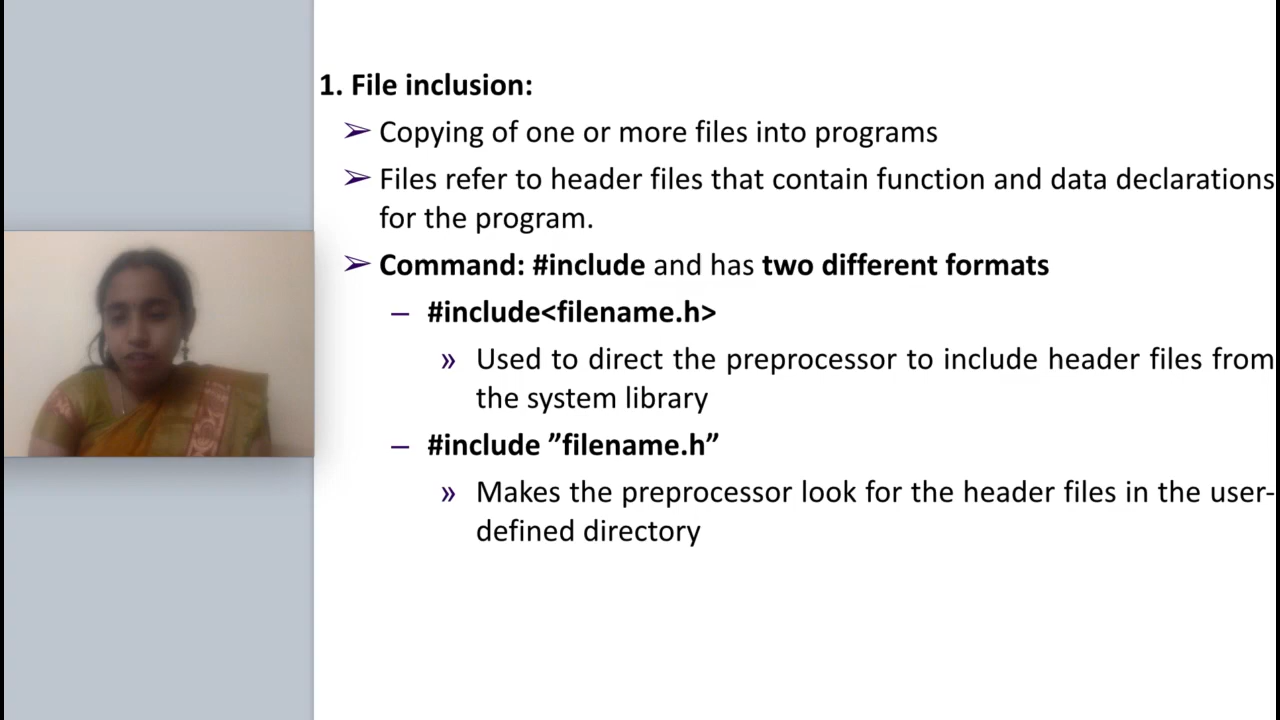 1. File inclusion:
➢ Copying of one or more files into programs
➢ Files refer to header files that contain function and data declarations
for the program.
➢ Command: #include and has two different formats
– #include<filename.h>
» Used to direct the preprocessor to include header files from
the system library
– #include ”filename.h”
» Makes the preprocessor look for the header files in the user-
defined directory